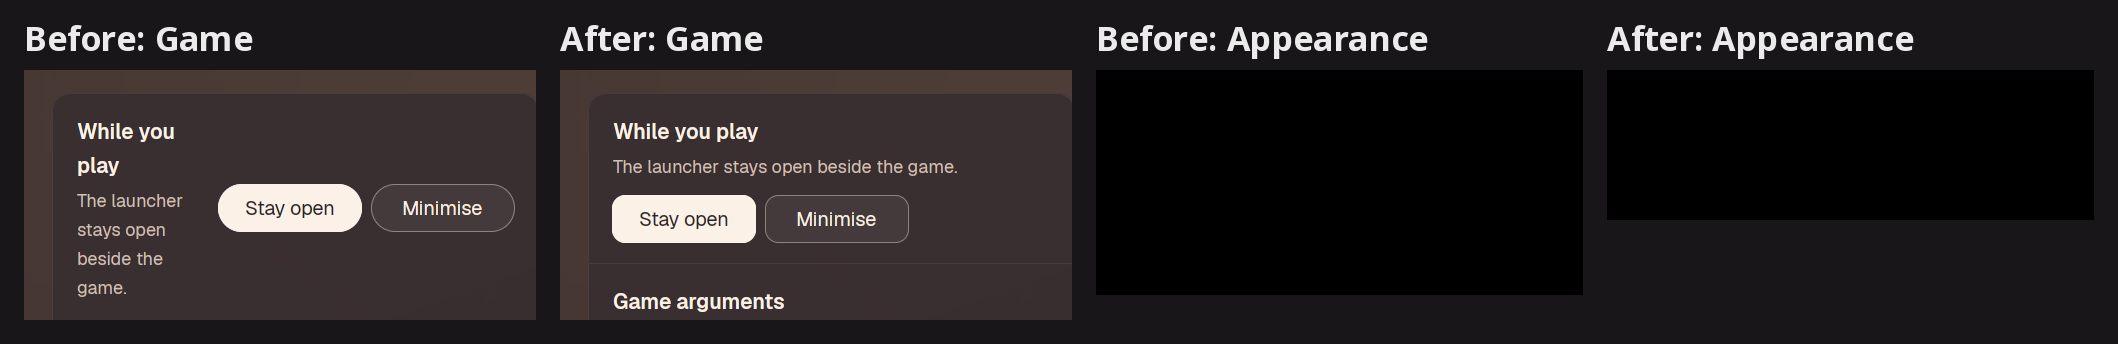 Before: Game
While you
play
The launcher
stays open
beside the
game.
Stay open
Minimise
After: Game
While you play
The launcher stays open beside the game.
Stay open
Minimise
Game arguments
Before: Appearance
After: Appearance